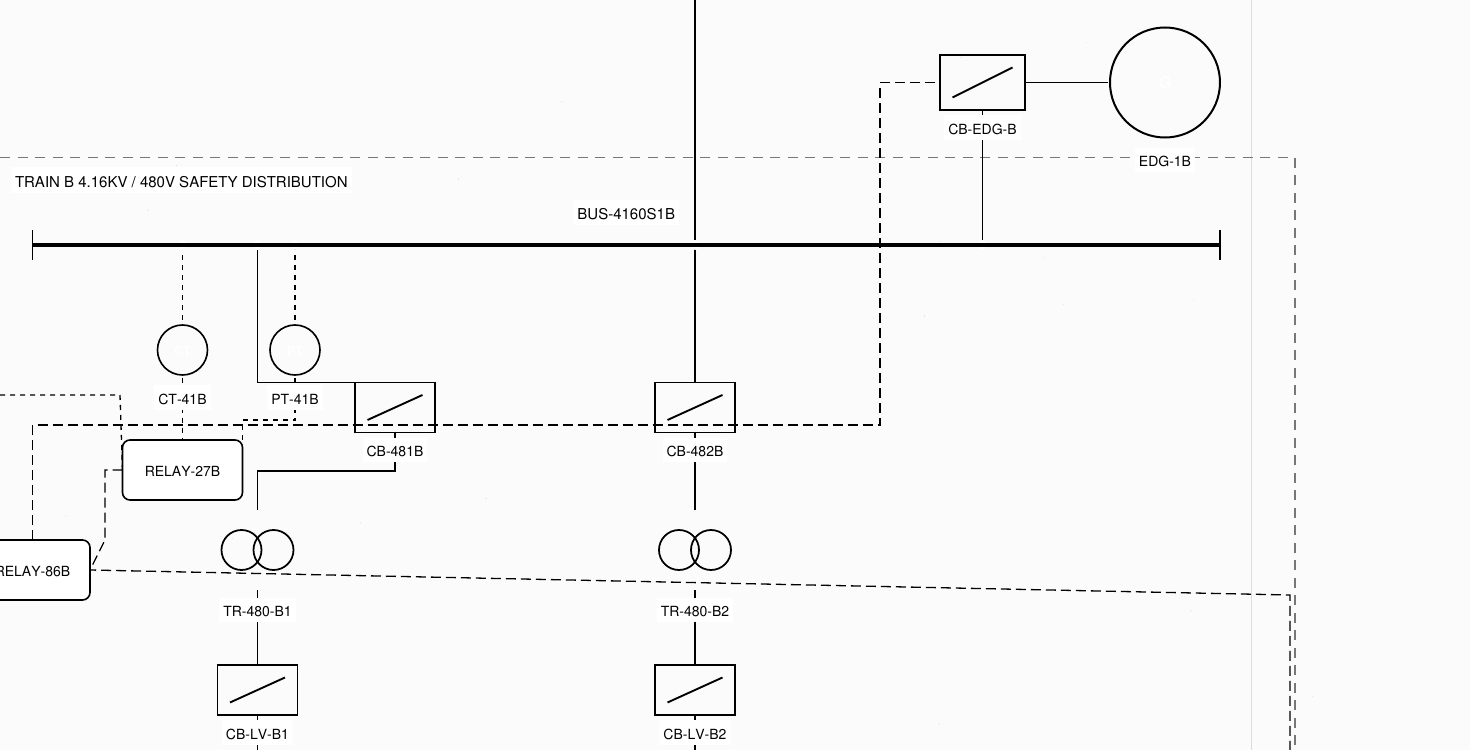 CB-EDG-B
EDG-1B
TRAIN B 4.16KV / 480V SAFETY DISTRIBUTION
BUS-4160S1B
CT-41B
PT-41B
CB-481B
CB-482B
RELAY-27B
RELAY-86B
TR-480-B1
TR-480-B2
CB-LV-B1
CB-LV-B2